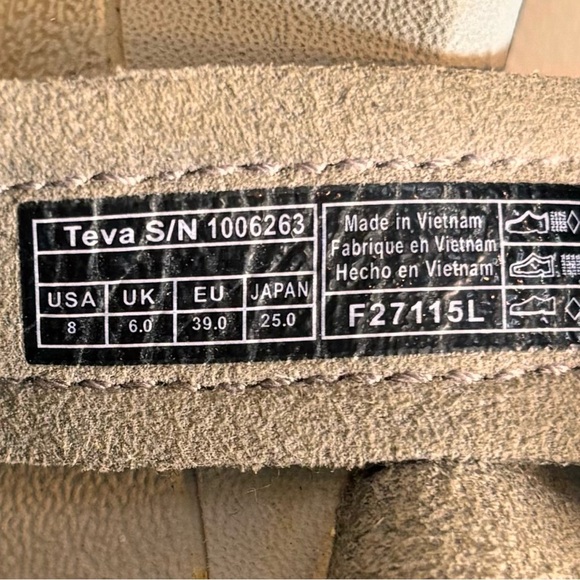 Teva S/N 1006263
USA UK EU JAPAN
8 6.0 39.0 25.0
Made in Vietnam
Fabrique en Vietnam
Hecho en Vietnam
F27115L